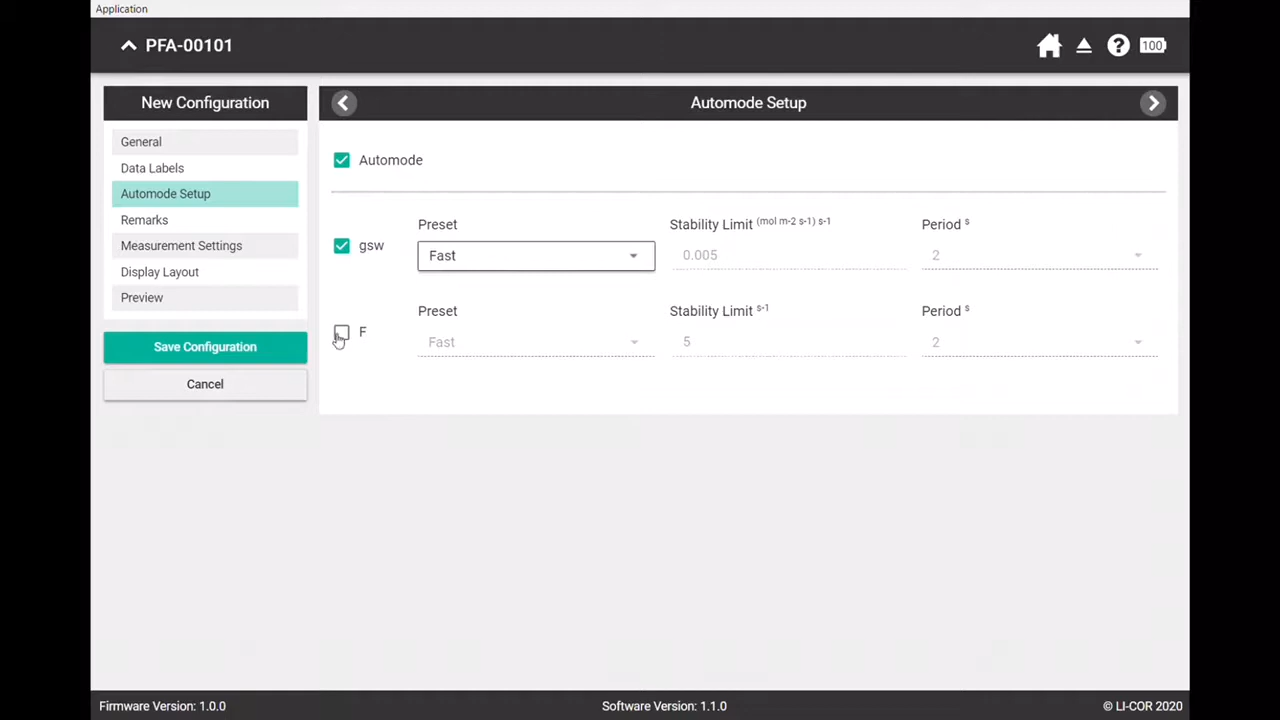 Application
PFA-00101
100
New Configuration
General
Data Labels
Automode Setup
Remarks
Measurement Settings
Display Layout
Preview
Save Configuration
Cancel
Automode Setup
Automode
gsw
Preset
Stability Limit (mol m-2 s-1) s-1
Period s
Fast
0.005
2
F
Preset
Stability Limit s-1
Period s
Fast
5
2
Firmware Version: 1.0.0
Software Version: 1.1.0
© LI-COR 2020